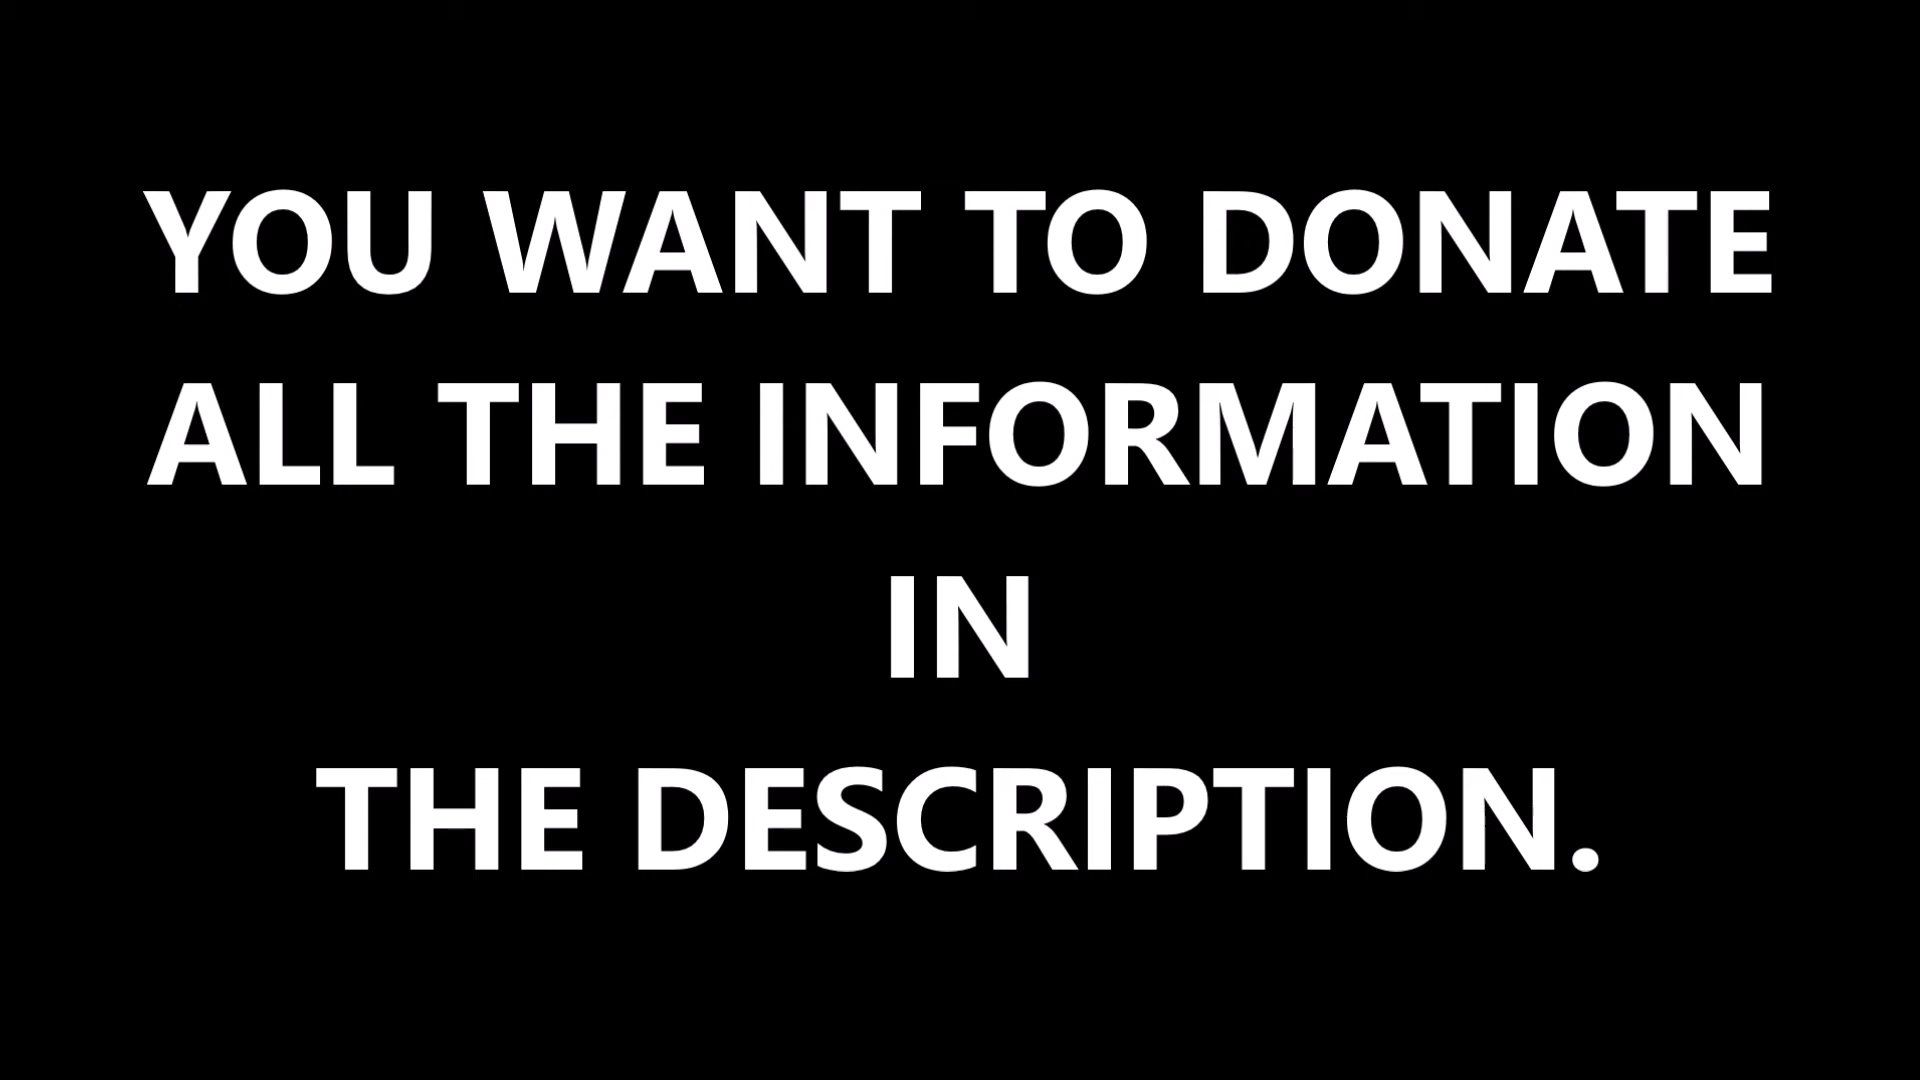 YOU WANT TO DONATE
ALL THE INFORMATION
IN
THE DESCRIPTION.